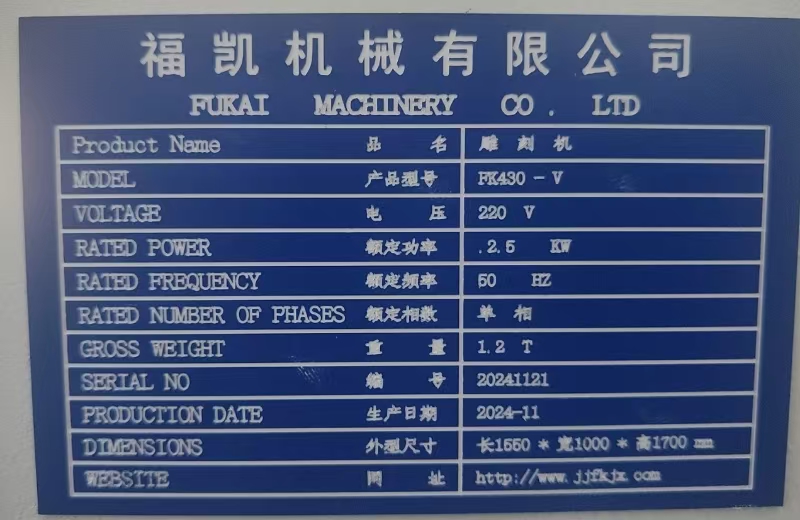 福凯机械有限公司
FUKAI MACHINERY CO. LTD
Product Name 品 名 雕 刻 机
MODEL 产品型号 FK430 - V
VOLTAGE 电 压 220 V
RATED POWER 额定功率 .2.5 KW
RATED FREQUENCY 额定频率 50 HZ
RATED NUMBER OF PHASES 额定相数 单 相
GROSS WEIGHT 重 量 1.2 T
SERIAL NO 编 号 20241121
PRODUCTION DATE 生产日期 2024-11
DIMENSIONS 外型尺寸 长1550 * 宽1000 * 高1700 mm
WEBSITE 网 址 http://www.jjfkjx.com